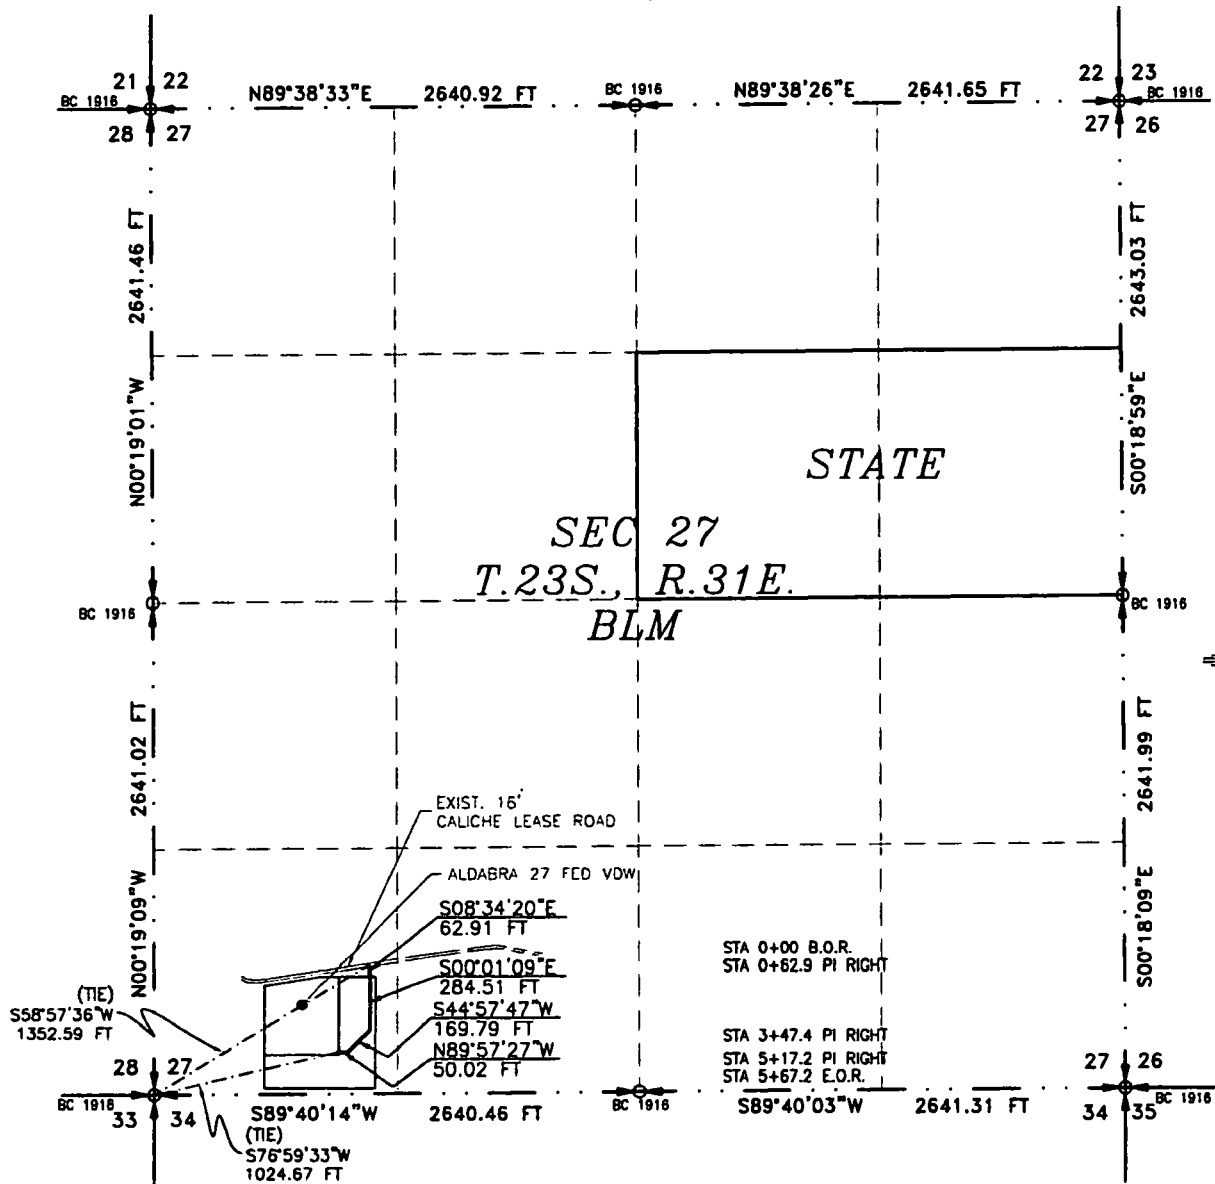 21 22
BC 1916
28 27
N89°38'33"E 2640.92 FT
BC 1916
N89°38'26"E 2641.65 FT
22 23
BC 1916
27 26
2641.46 FT
N00°19'01"W
2643.03 FT
S00°18'59"E
STATE
SEC 27
T.23S., R.31E.
BLM
BC 1916
BC 1916
2641.02 FT
N00°19'09"W
2641.99 FT
S00°18'09"E
EXIST. 16'
CALICHE LEASE ROAD
ALDABRA 27 FED VDW
S08°34'20"E
62.91 FT
S00°01'09"E
284.51 FT
S44°57'47"W
169.79 FT
N89°57'27"W
50.02 FT
STA 0+00 B.O.R.
STA 0+62.9 PI RIGHT
STA 3+47.4 PI RIGHT
STA 5+17.2 PI RIGHT
STA 5+67.2 E.O.R.
(TIE)
S58°57'36"W
1352.59 FT
28 27
BC 1916
33 34
S89°40'14"W 2640.46 FT
BC 1916
S89°40'03"W 2641.31 FT
27 26
BC 1916
34 35
(TIE)
S76°59'33"W
1024.67 FT